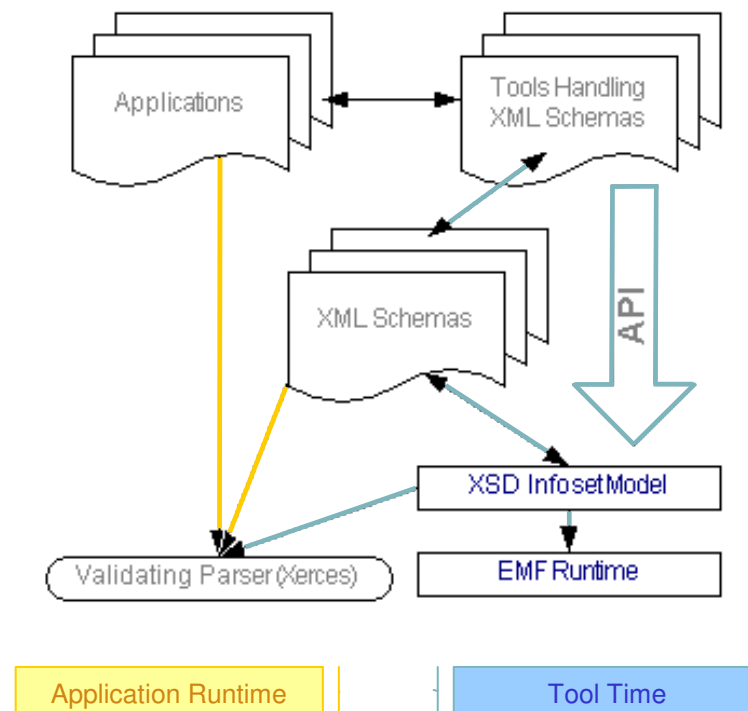 Applications
Tools Handling
XML Schemas
XML Schemas
API
XSD InfosetModel
Validating Parser(Xerces)
EMF Runtime
Application Runtime
Tool Time